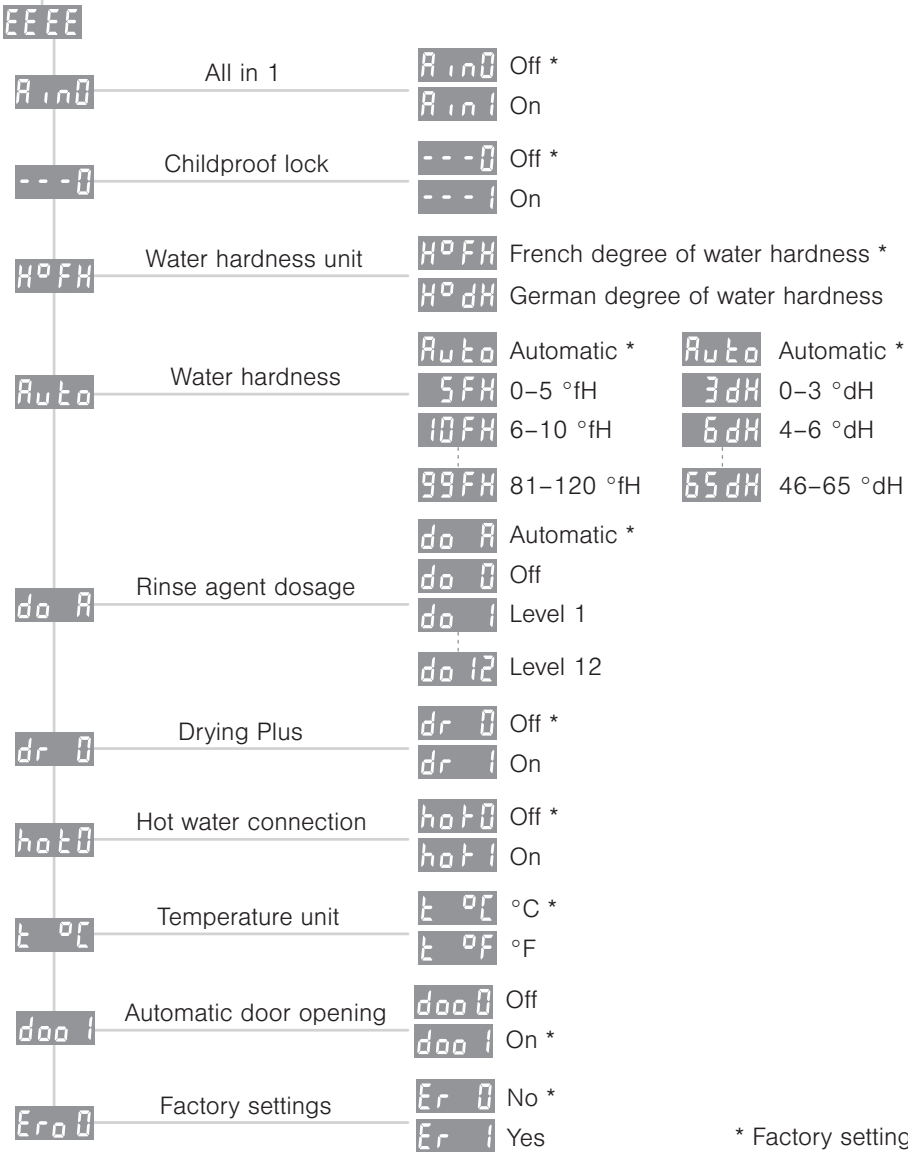 EEEE
Ain0 All in 1 Ain0 Off *
Ain1 On
---0 Childproof lock ---0 Off *
---1 On
H°FH Water hardness unit H°FH French degree of water hardness *
H°dH German degree of water hardness
Auto Water hardness Auto Automatic * Auto Automatic *
5FH 0–5 °fH 3dH 0–3 °dH
10FH 6–10 °fH 6dH 4–6 °dH
99FH 81–120 °fH 65dH 46–65 °dH
do A Rinse agent dosage do A Automatic *
do 0 Off
do 1 Level 1
do 12 Level 12
dr 0 Drying Plus dr 0 Off *
dr 1 On
hot0 Hot water connection hot0 Off *
hot1 On
t °C Temperature unit t °C °C *
t °F °F
doo 1 Automatic door opening doo 0 Off
doo 1 On *
Ero 0 Factory settings Er 0 No *
Er 1 Yes
* Factory setting